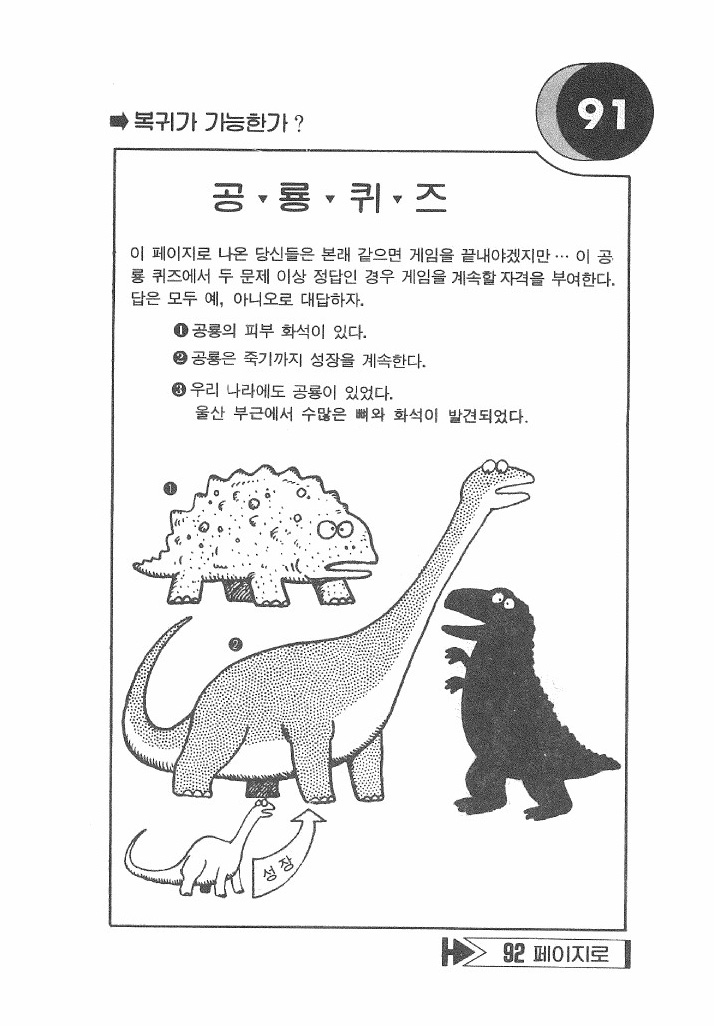 91
➡복귀가 가능한가?
공▼룡▼퀴▼즈
이 페이지로 나온 당신들은 본래 같으면 게임을 끝내야겠지만… 이 공
룡 퀴즈에서 두 문제 이상 정답인 경우 게임을 계속할 자격을 부여한다.
답은 모두 예, 아니오로 대답하자.
❶공룡의 피부 화석이 있다.
❷공룡은 죽기까지 성장을 계속한다.
❸우리 나라에도 공룡이 있었다.
울산 부근에서 수많은 뼈와 화석이 발견되었다.
❶
❷
성장
92 페이지로